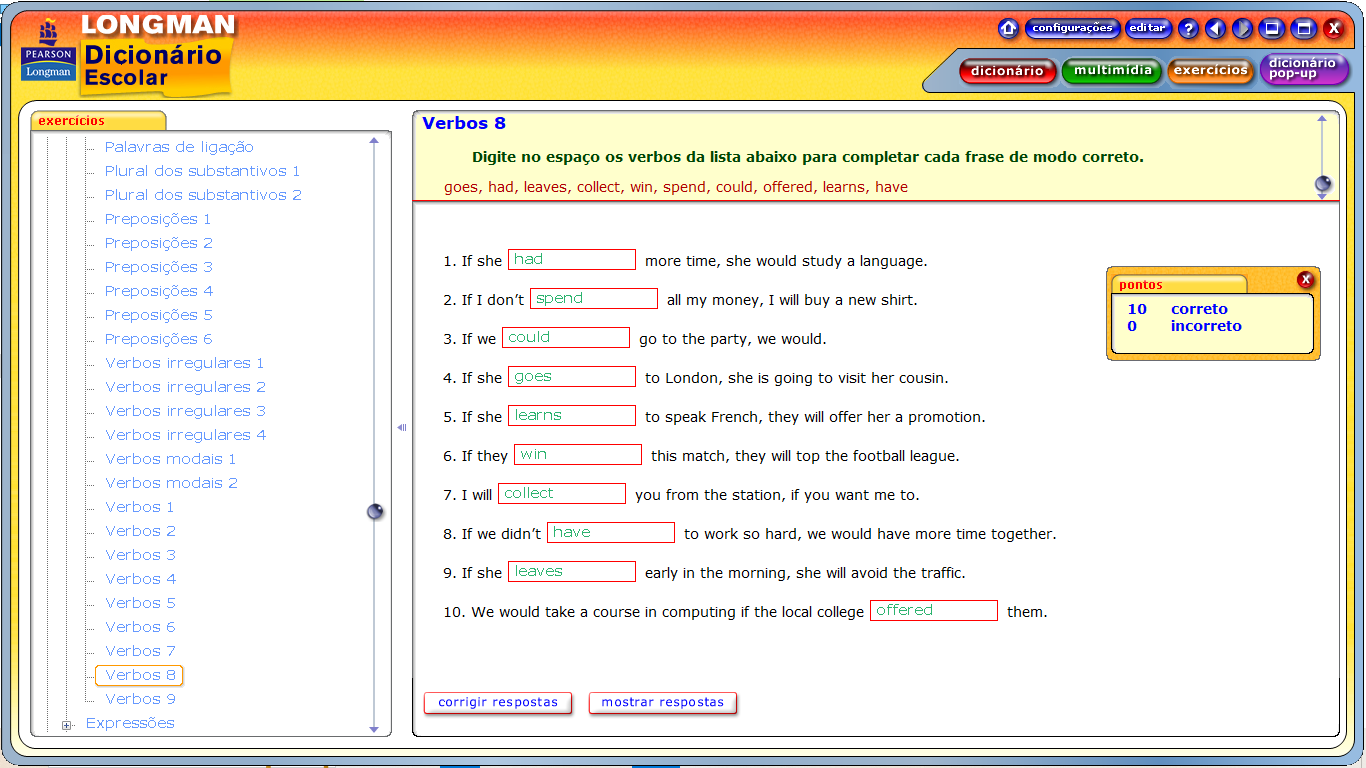 LONGMAN
Dicionário
Escolar
PEARSON
Longman
configurações editar ? X
dicionário multimídia exercícios dicionário pop-up
exercícios
Palavras de ligação
Plural dos substantivos 1
Plural dos substantivos 2
Preposições 1
Preposições 2
Preposições 3
Preposições 4
Preposições 5
Preposições 6
Verbos irregulares 1
Verbos irregulares 2
Verbos irregulares 3
Verbos irregulares 4
Verbos modais 1
Verbos modais 2
Verbos 1
Verbos 2
Verbos 3
Verbos 4
Verbos 5
Verbos 6
Verbos 7
Verbos 8
Verbos 9
Expressões
Verbos 8
Digite no espaço os verbos da lista abaixo para completar cada frase de modo correto.
goes, had, leaves, collect, win, spend, could, offered, learns, have
1. If she had more time, she would study a language.
2. If I don’t spend all my money, I will buy a new shirt.
3. If we could go to the party, we would.
4. If she goes to London, she is going to visit her cousin.
5. If she learns to speak French, they will offer her a promotion.
6. If they win this match, they will top the football league.
7. I will collect you from the station, if you want me to.
8. If we didn’t have to work so hard, we would have more time together.
9. If she leaves early in the morning, she will avoid the traffic.
10. We would take a course in computing if the local college offered them.
pontos X
10 correto
0 incorreto
corrigir respostas mostrar respostas